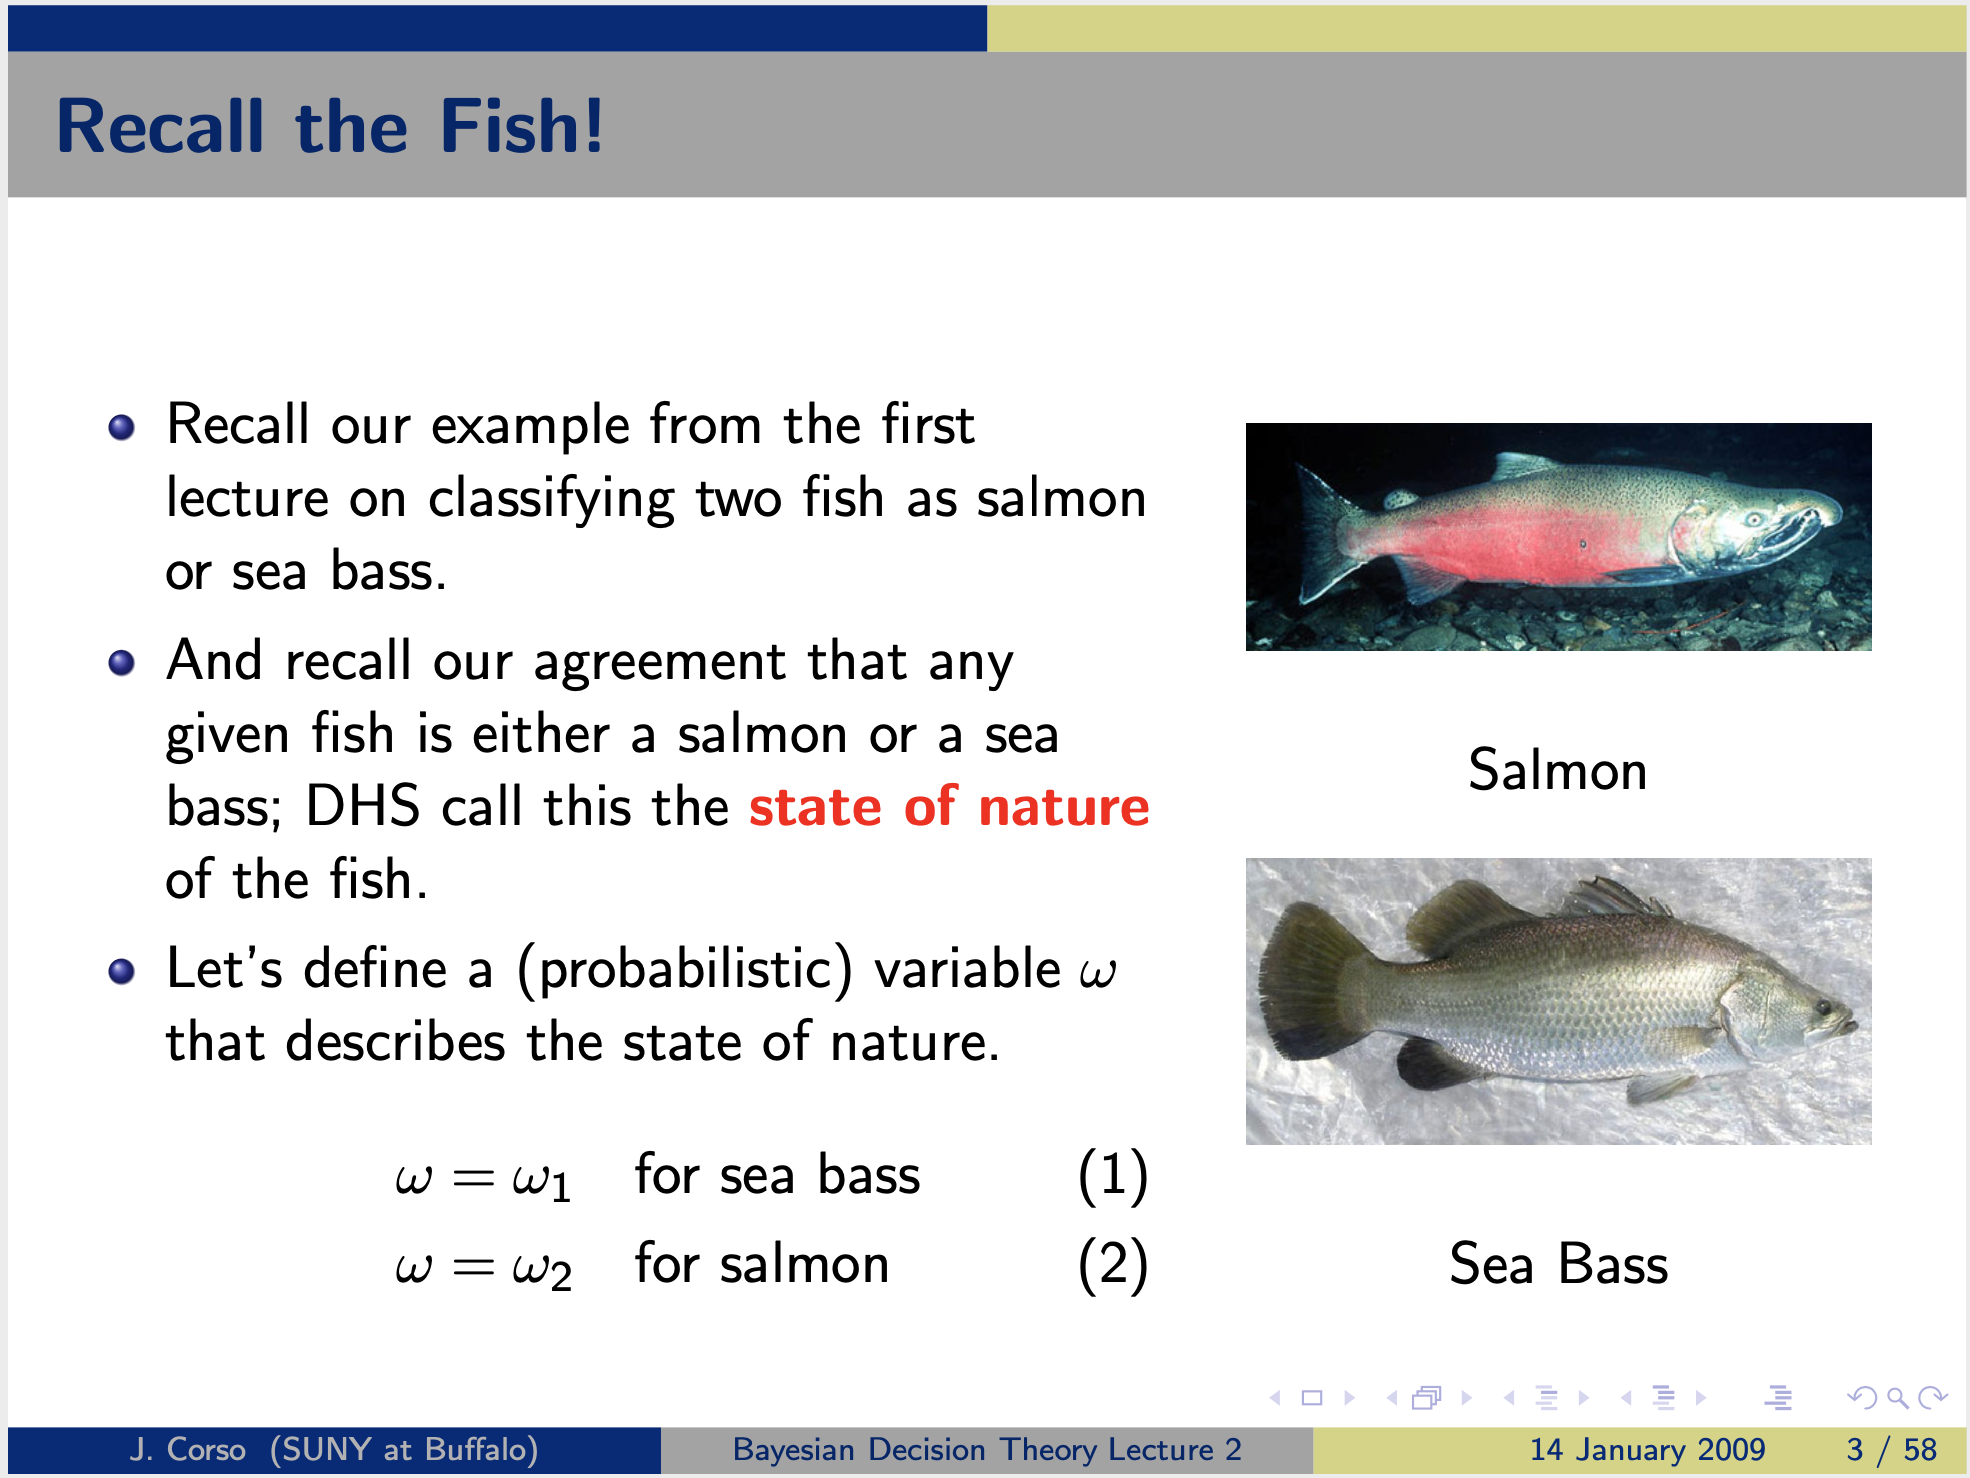 Recall the Fish!
Recall our example from the first
lecture on classifying two fish as salmon
or sea bass.
And recall our agreement that any
given fish is either a salmon or a sea
bass; DHS call this the state of nature
of the fish.
Let's define a (probabilistic) variable ω
that describes the state of nature.
ω = ω₁ for sea bass (1)
ω = ω₂ for salmon (2)
Salmon
Sea Bass
J. Corso (SUNY at Buffalo)
Bayesian Decision Theory Lecture 2
14 January 2009
3 / 58